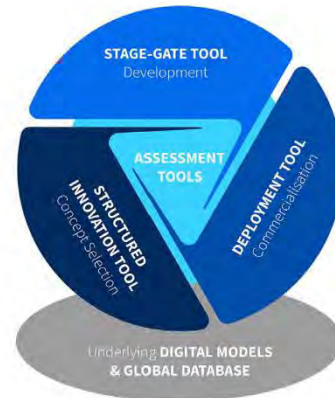 STAGE-GATE TOOL
Development
ASSESSMENT
TOOLS
DEPLOYMENT TOOL
Commercialisation
STRUCTURED
INNOVATION TOOL
Concept Selection
Underlying DIGITAL MODELS
& GLOBAL DATABASE